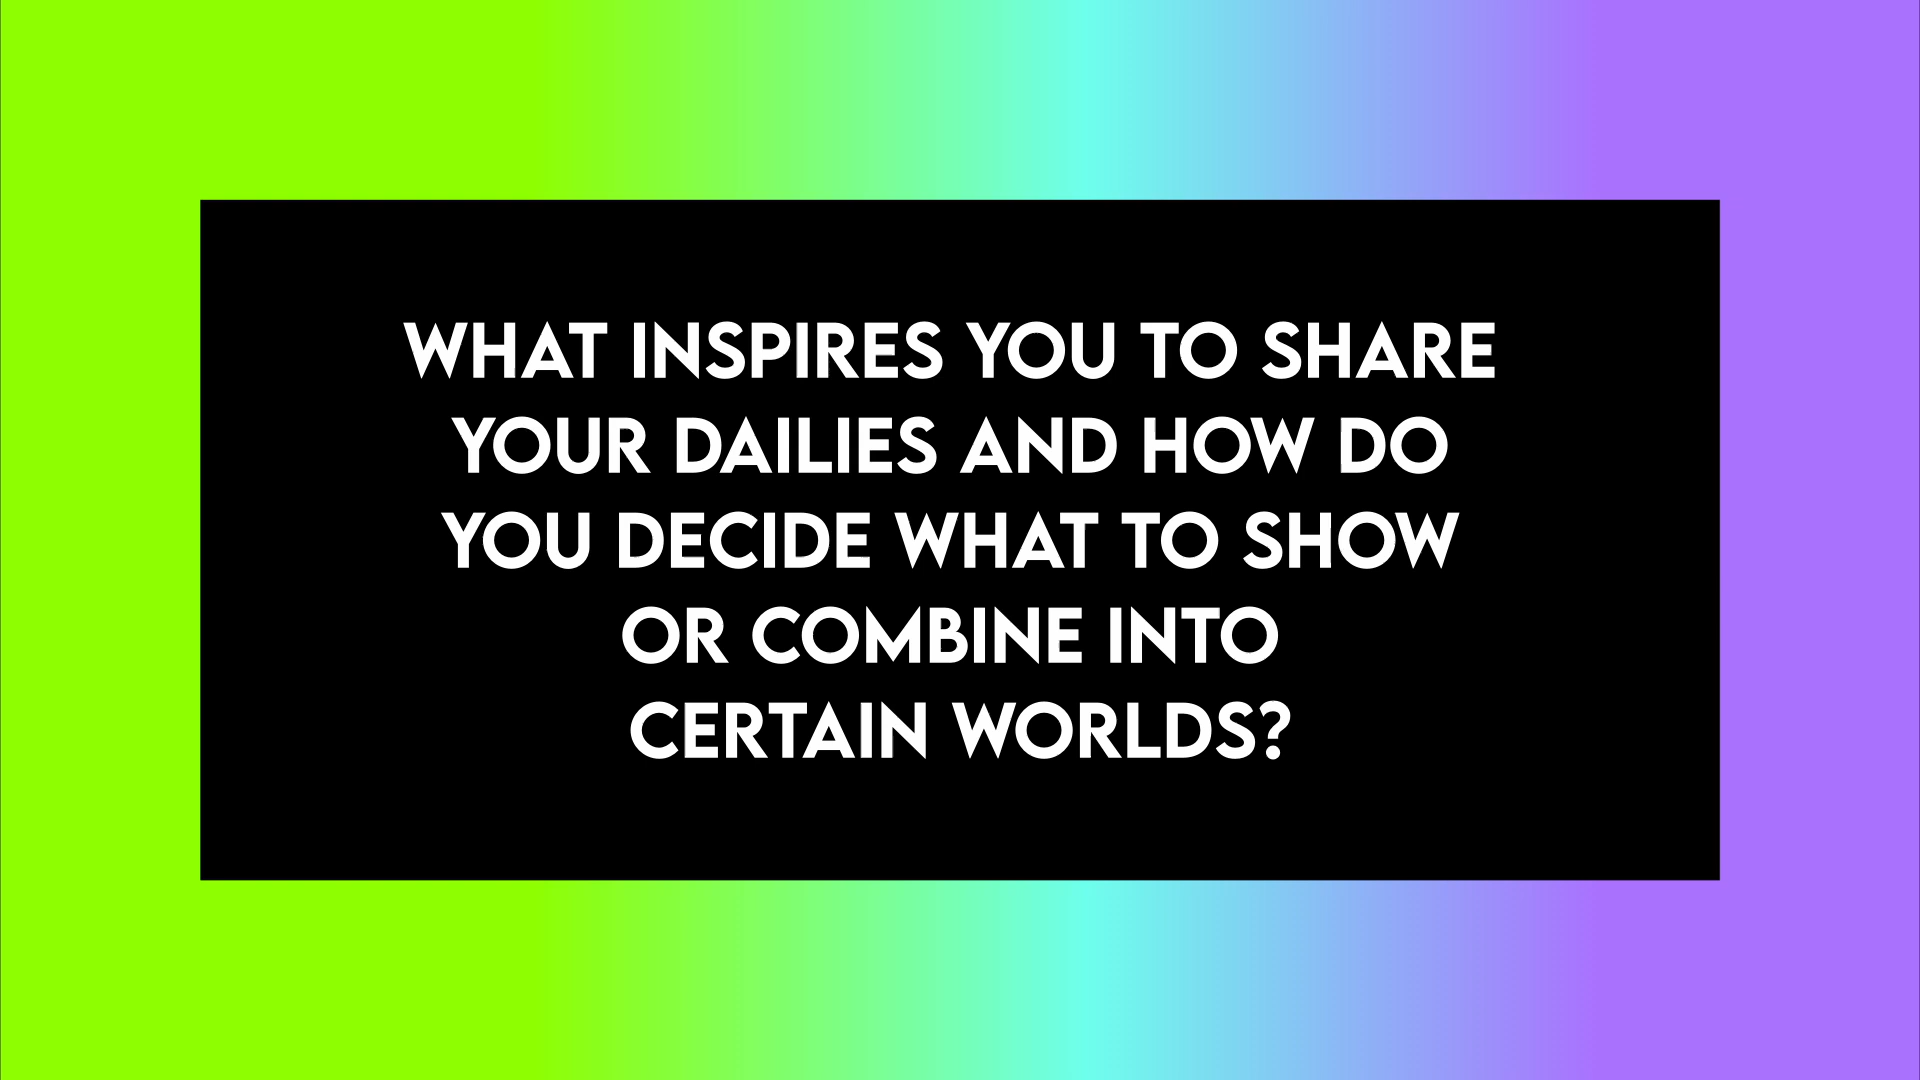 WHAT INSPIRES YOU TO SHARE
YOUR DAILIES AND HOW DO
YOU DECIDE WHAT TO SHOW
OR COMBINE INTO
CERTAIN WORLDS?